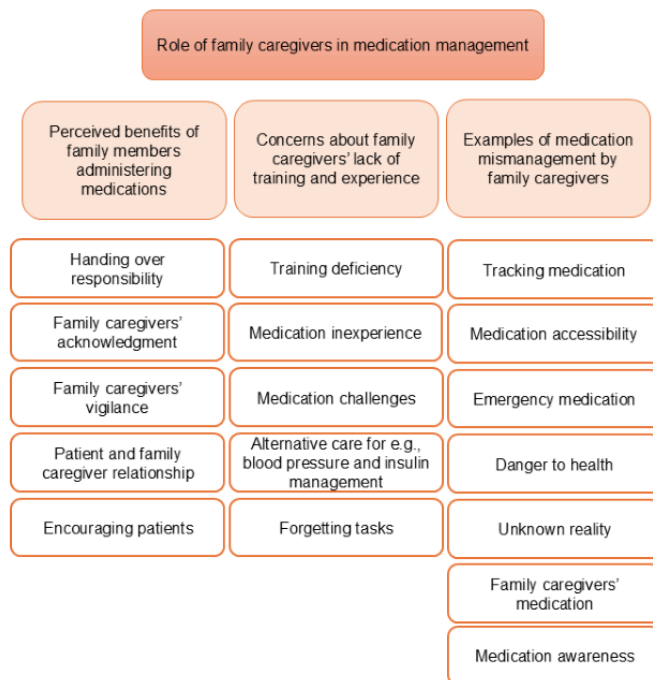 Role of family caregivers in medication management
Perceived benefits of
family members
administering
medications
Handing over
responsibility
Family caregivers'
acknowledgment
Family caregivers'
vigilance
Patient and family
caregiver relationship
Encouraging patients
Concerns about family
caregivers' lack of
training and experience
Training deficiency
Medication inexperience
Medication challenges
Alternative care for e.g.,
blood pressure and insulin
management
Forgetting tasks
Examples of medication
mismanagement by
family caregivers
Tracking medication
Medication accessibility
Emergency medication
Danger to health
Unknown reality
Family caregivers'
medication
Medication awareness